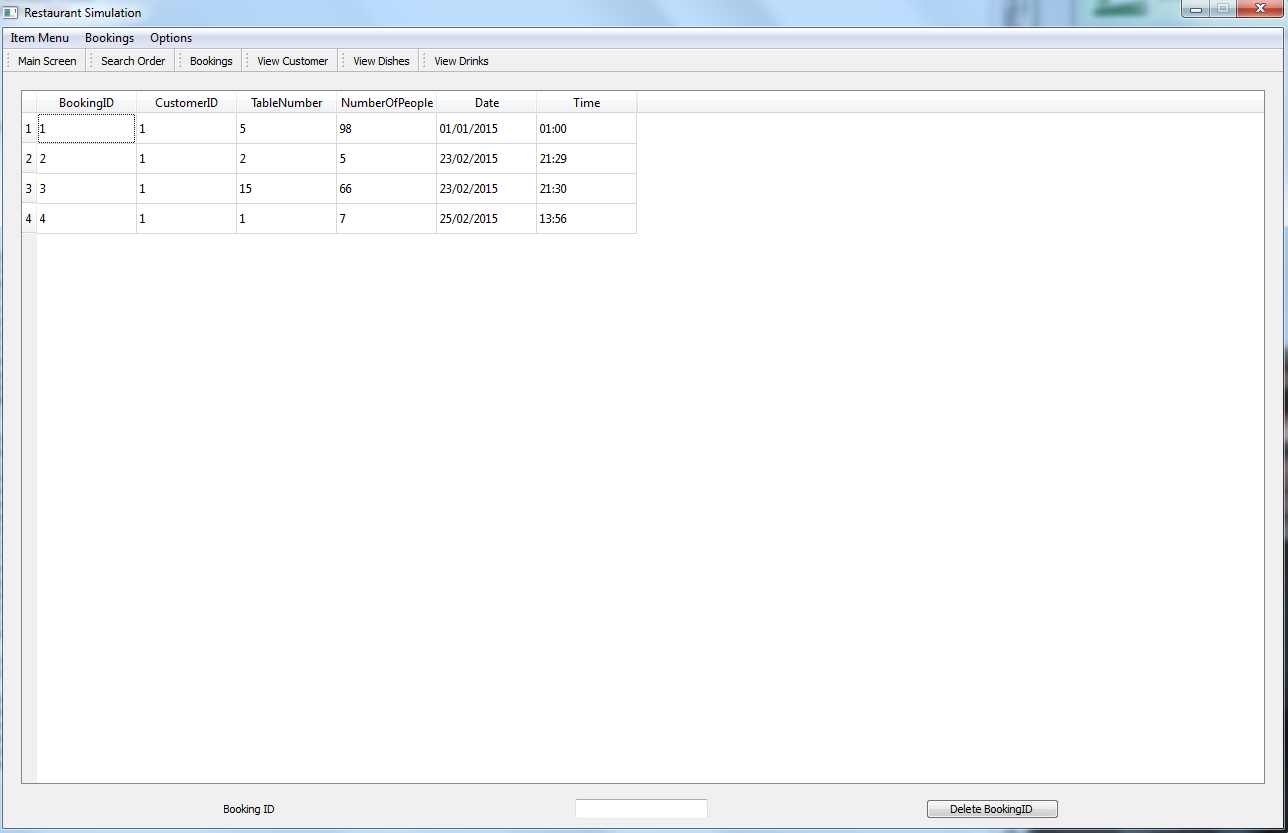 Restaurant Simulation
Item Menu Bookings Options
Main Screen Search Order Bookings View Customer View Dishes View Drinks
BookingID CustomerID TableNumber NumberOfPeople Date Time
1 1 1 5 98 01/01/2015 01:00
2 2 1 2 5 23/02/2015 21:29
3 3 1 15 66 23/02/2015 21:30
4 4 1 1 7 25/02/2015 13:56
Booking ID Delete BookingID